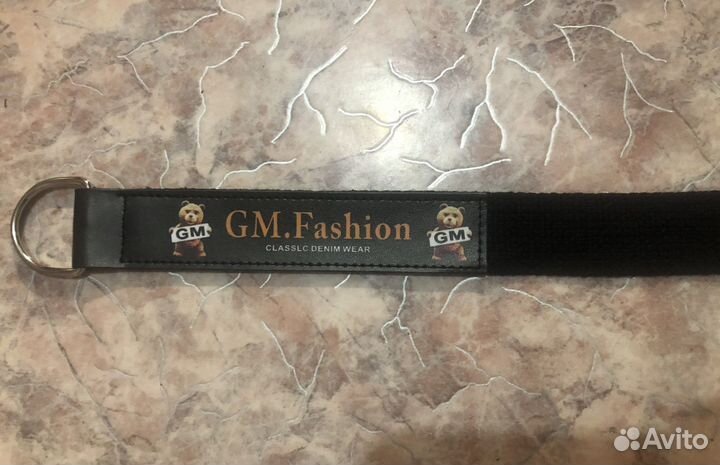 GM
GM.Fashion
GM
CLASSLC.DENIM WEAR
Avito